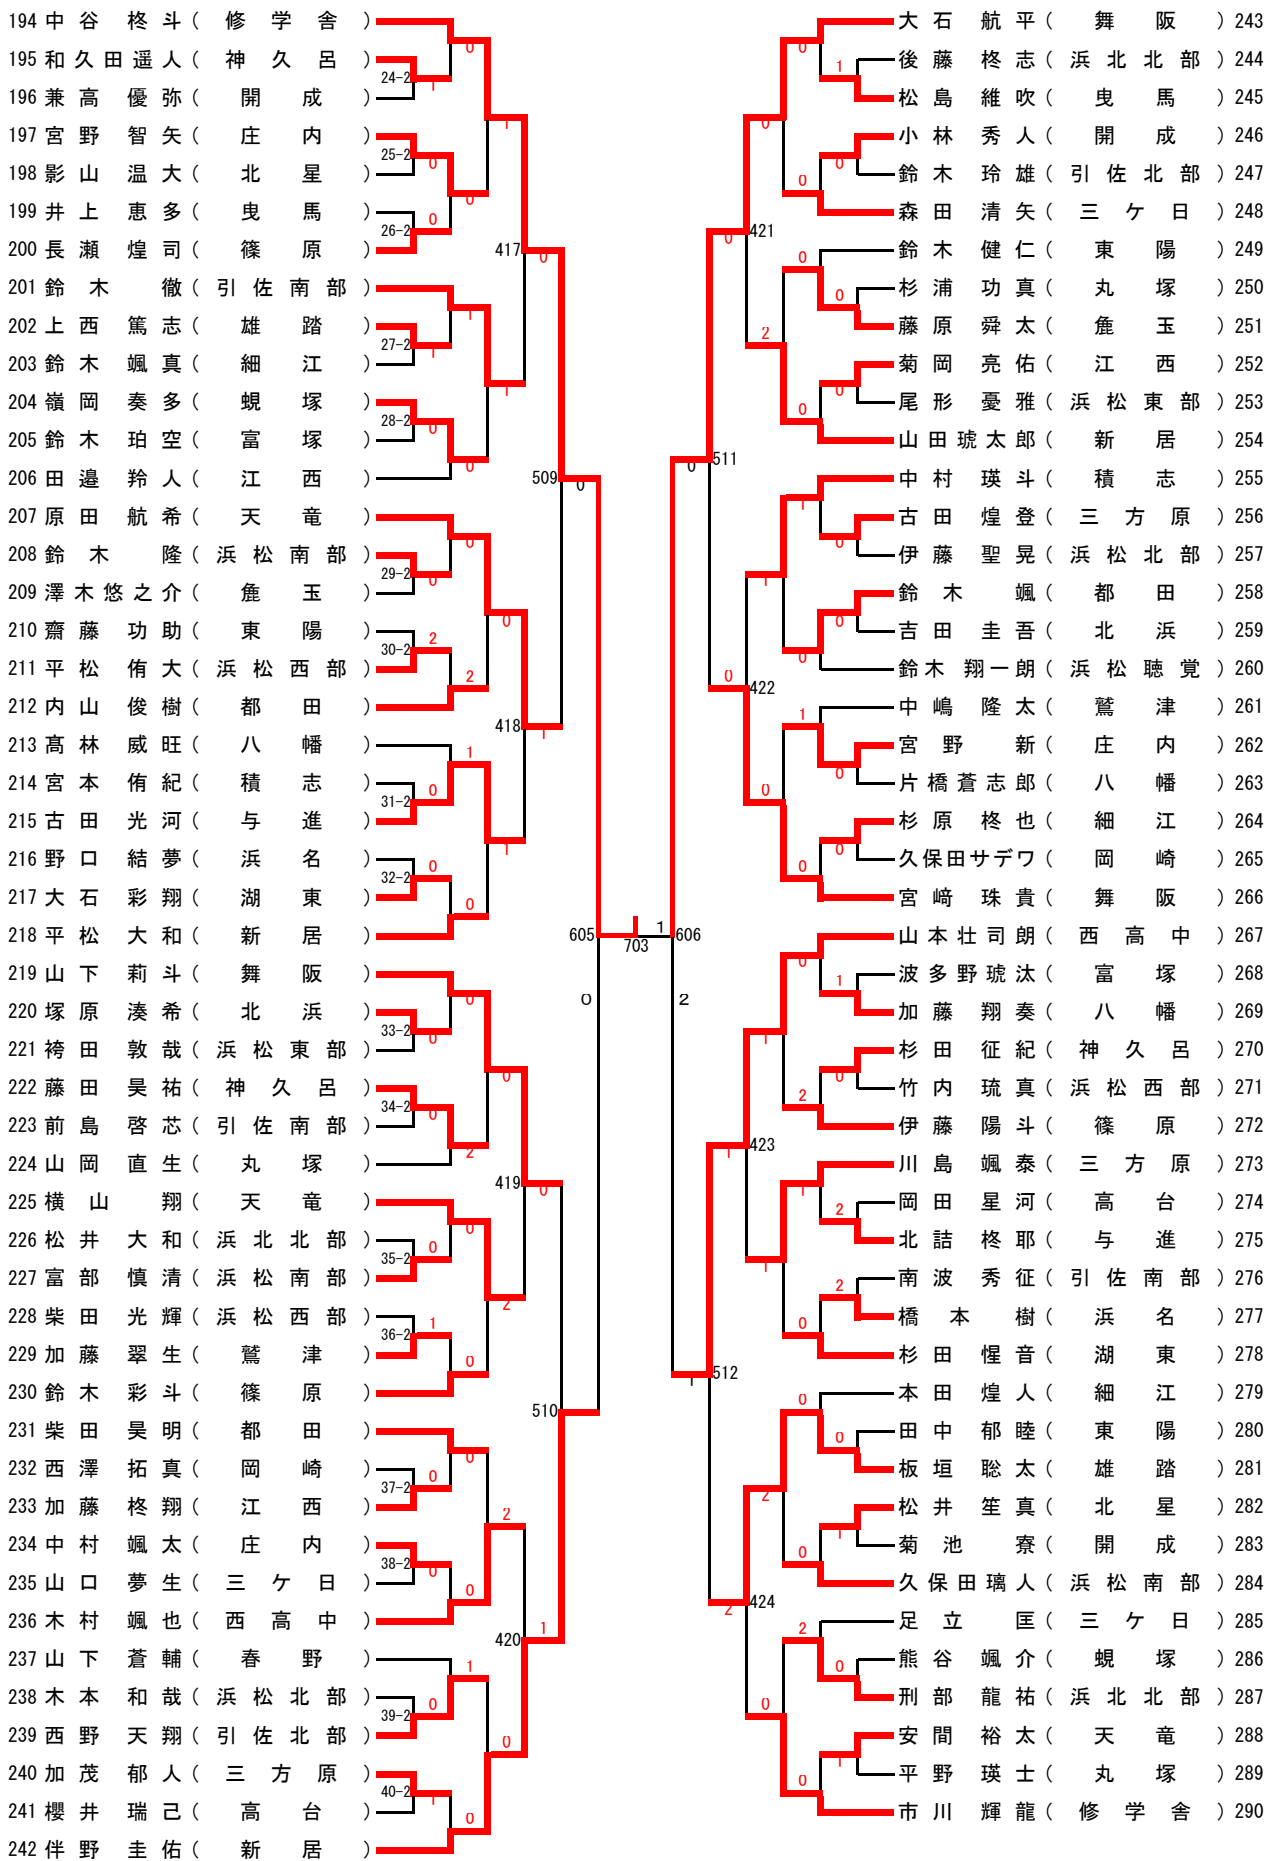 194 中谷 柊斗 ( 修学舎 )
195 和久田遥人 ( 神久呂 )
196 兼高 優弥 ( 開成 )
197 宮野 智矢 ( 庄内 )
198 影山 温大 ( 北星 )
199 井上 恵多 ( 曳馬 )
200 長瀬 煌司 ( 篠原 )
201 鈴木 徹 ( 引佐南部 )
202 上西 篤志 ( 雄踏 )
203 鈴木 颯真 ( 細江 )
204 嶺岡 奏多 ( 蜆塚 )
205 鈴木 珀空 ( 富塚 )
206 田邉 羚人 ( 江西 )
207 原田 航希 ( 天竜 )
208 鈴木 隆 ( 浜松南部 )
209 澤木悠之介 ( 麁玉 )
210 齋藤 功助 ( 東陽 )
211 平松 侑大 ( 浜松西部 )
212 内山 俊樹 ( 都田 )
213 髙林 威旺 ( 八幡 )
214 宮本 侑紀 ( 積志 )
215 古田 光河 ( 与進 )
216 野口 結夢 ( 浜名 )
217 大石 彩翔 ( 湖東 )
218 平松 大和 ( 新居 )
219 山下 莉斗 ( 舞阪 )
220 塚原 湊希 ( 北浜 )
221 袴田 敦哉 ( 浜松東部 )
222 藤田 昊祐 ( 神久呂 )
223 前島 啓芯 ( 引佐南部 )
224 山岡 直生 ( 丸塚 )
225 横山 翔 ( 天竜 )
226 松井 大和 ( 浜北北部 )
227 富部 慎清 ( 浜松南部 )
228 柴田 光輝 ( 浜松西部 )
229 加藤 翠生 ( 鷲津 )
230 鈴木 彩斗 ( 篠原 )
231 柴田 昊明 ( 都田 )
232 西澤 拓真 ( 岡崎 )
233 加藤 柊翔 ( 江西 )
234 中村 颯太 ( 庄内 )
235 山口 夢生 ( 三ケ日 )
236 木村 颯也 ( 西高中 )
237 山下 蒼輔 ( 春野 )
238 木本 和哉 ( 浜松北部 )
239 西野 天翔 ( 引佐北部 )
240 加茂 郁人 ( 三方原 )
241 櫻井 瑞己 ( 高台 )
242 伴野 圭佑 ( 新居 )
24-2
25-2
26-2
27-2
28-2
29-2
30-2
31-2
32-2
33-2
34-2
35-2
36-2
37-2
38-2
39-2
40-2
417
418
419
420
509
510
605
703
606
511
512
421
422
423
424
大石 航平 ( 舞阪 ) 243
後藤 柊志 ( 浜北北部 ) 244
松島 維吹 ( 曳馬 ) 245
小林 秀人 ( 開成 ) 246
鈴木 玲雄 ( 引佐北部 ) 247
森田 清矢 ( 三ケ日 ) 248
鈴木 健仁 ( 東陽 ) 249
杉浦 功真 ( 丸塚 ) 250
藤原 舜太 ( 麁玉 ) 251
菊岡 亮佑 ( 江西 ) 252
尾形 憂雅 ( 浜松東部 ) 253
山田琥太郎 ( 新居 ) 254
中村 瑛斗 ( 積志 ) 255
古田 煌登 ( 三方原 ) 256
伊藤 聖晃 ( 浜松北部 ) 257
鈴木 颯 ( 都田 ) 258
吉田 圭吾 ( 北浜 ) 259
鈴木 翔一朗 ( 浜松聴覚 ) 260
中嶋 隆太 ( 鷲津 ) 261
宮野 新 ( 庄内 ) 262
片橋蒼志郎 ( 八幡 ) 263
杉原 柊也 ( 細江 ) 264
久保田サデワ ( 岡崎 ) 265
宮﨑 珠貴 ( 舞阪 ) 266
山本壮司朗 ( 西高中 ) 267
波多野琥汰 ( 富塚 ) 268
加藤 翔奏 ( 八幡 ) 269
杉田 征紀 ( 神久呂 ) 270
竹内 琉真 ( 浜松西部 ) 271
伊藤 陽斗 ( 篠原 ) 272
川島 颯泰 ( 三方原 ) 273
岡田 星河 ( 高台 ) 274
北詰 柊耶 ( 与進 ) 275
南波 秀征 ( 引佐南部 ) 276
橋本 樹 ( 浜名 ) 277
杉田 惺音 ( 湖東 ) 278
本田 煌人 ( 細江 ) 279
田中 郁睦 ( 東陽 ) 280
板垣 聡太 ( 雄踏 ) 281
松井 笙真 ( 北星 ) 282
菊池 寮 ( 開成 ) 283
久保田璃人 ( 浜松南部 ) 284
足立 匡 ( 三ケ日 ) 285
熊谷 颯介 ( 蜆塚 ) 286
刑部 龍祐 ( 浜北北部 ) 287
安間 裕太 ( 天竜 ) 288
平野 瑛士 ( 丸塚 ) 289
市川 輝龍 ( 修学舎 ) 290